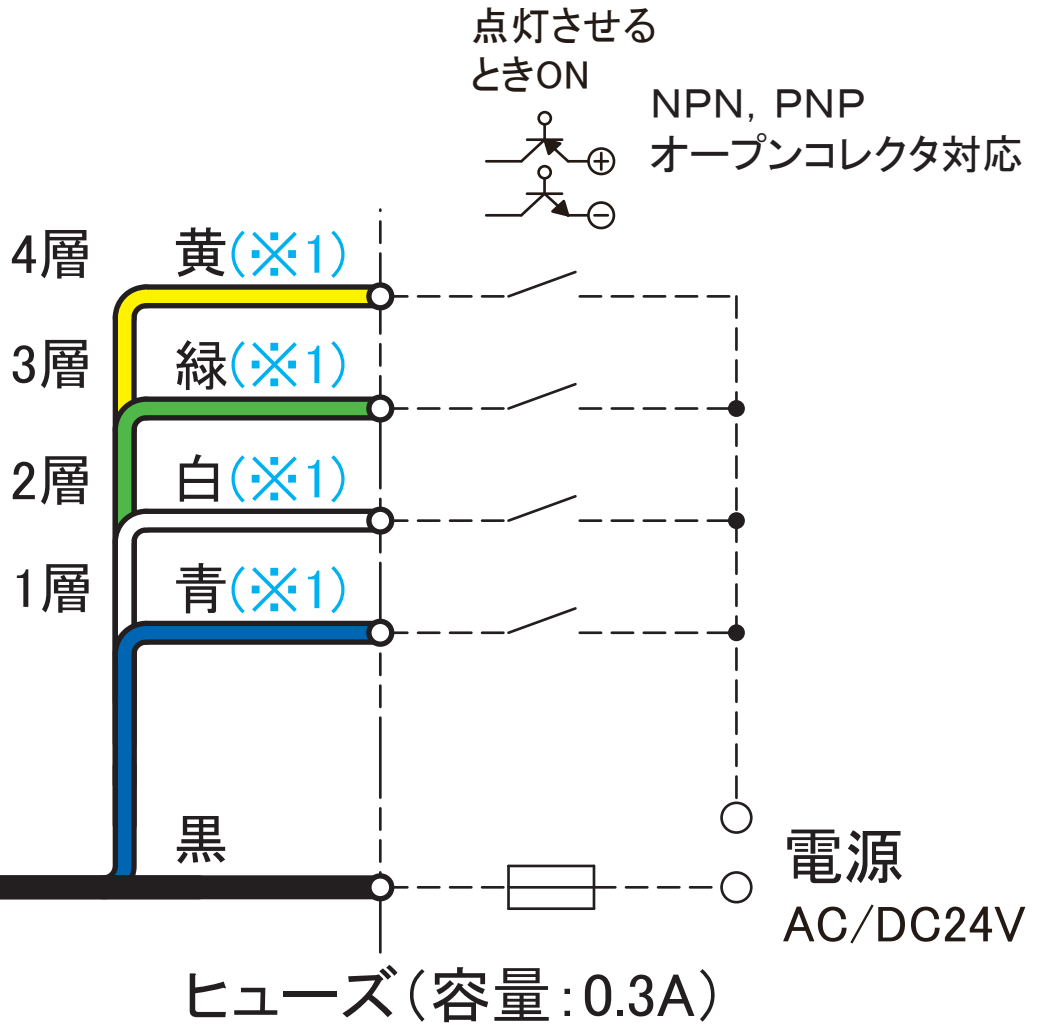 点灯させる
ときON
NPN, PNP
オープンコレクタ対応
4層 黄(※1)
3層 緑(※1)
2層 白(※1)
1層 青(※1)
黒
電源
AC/DC24V
ヒューズ(容量:0.3A)